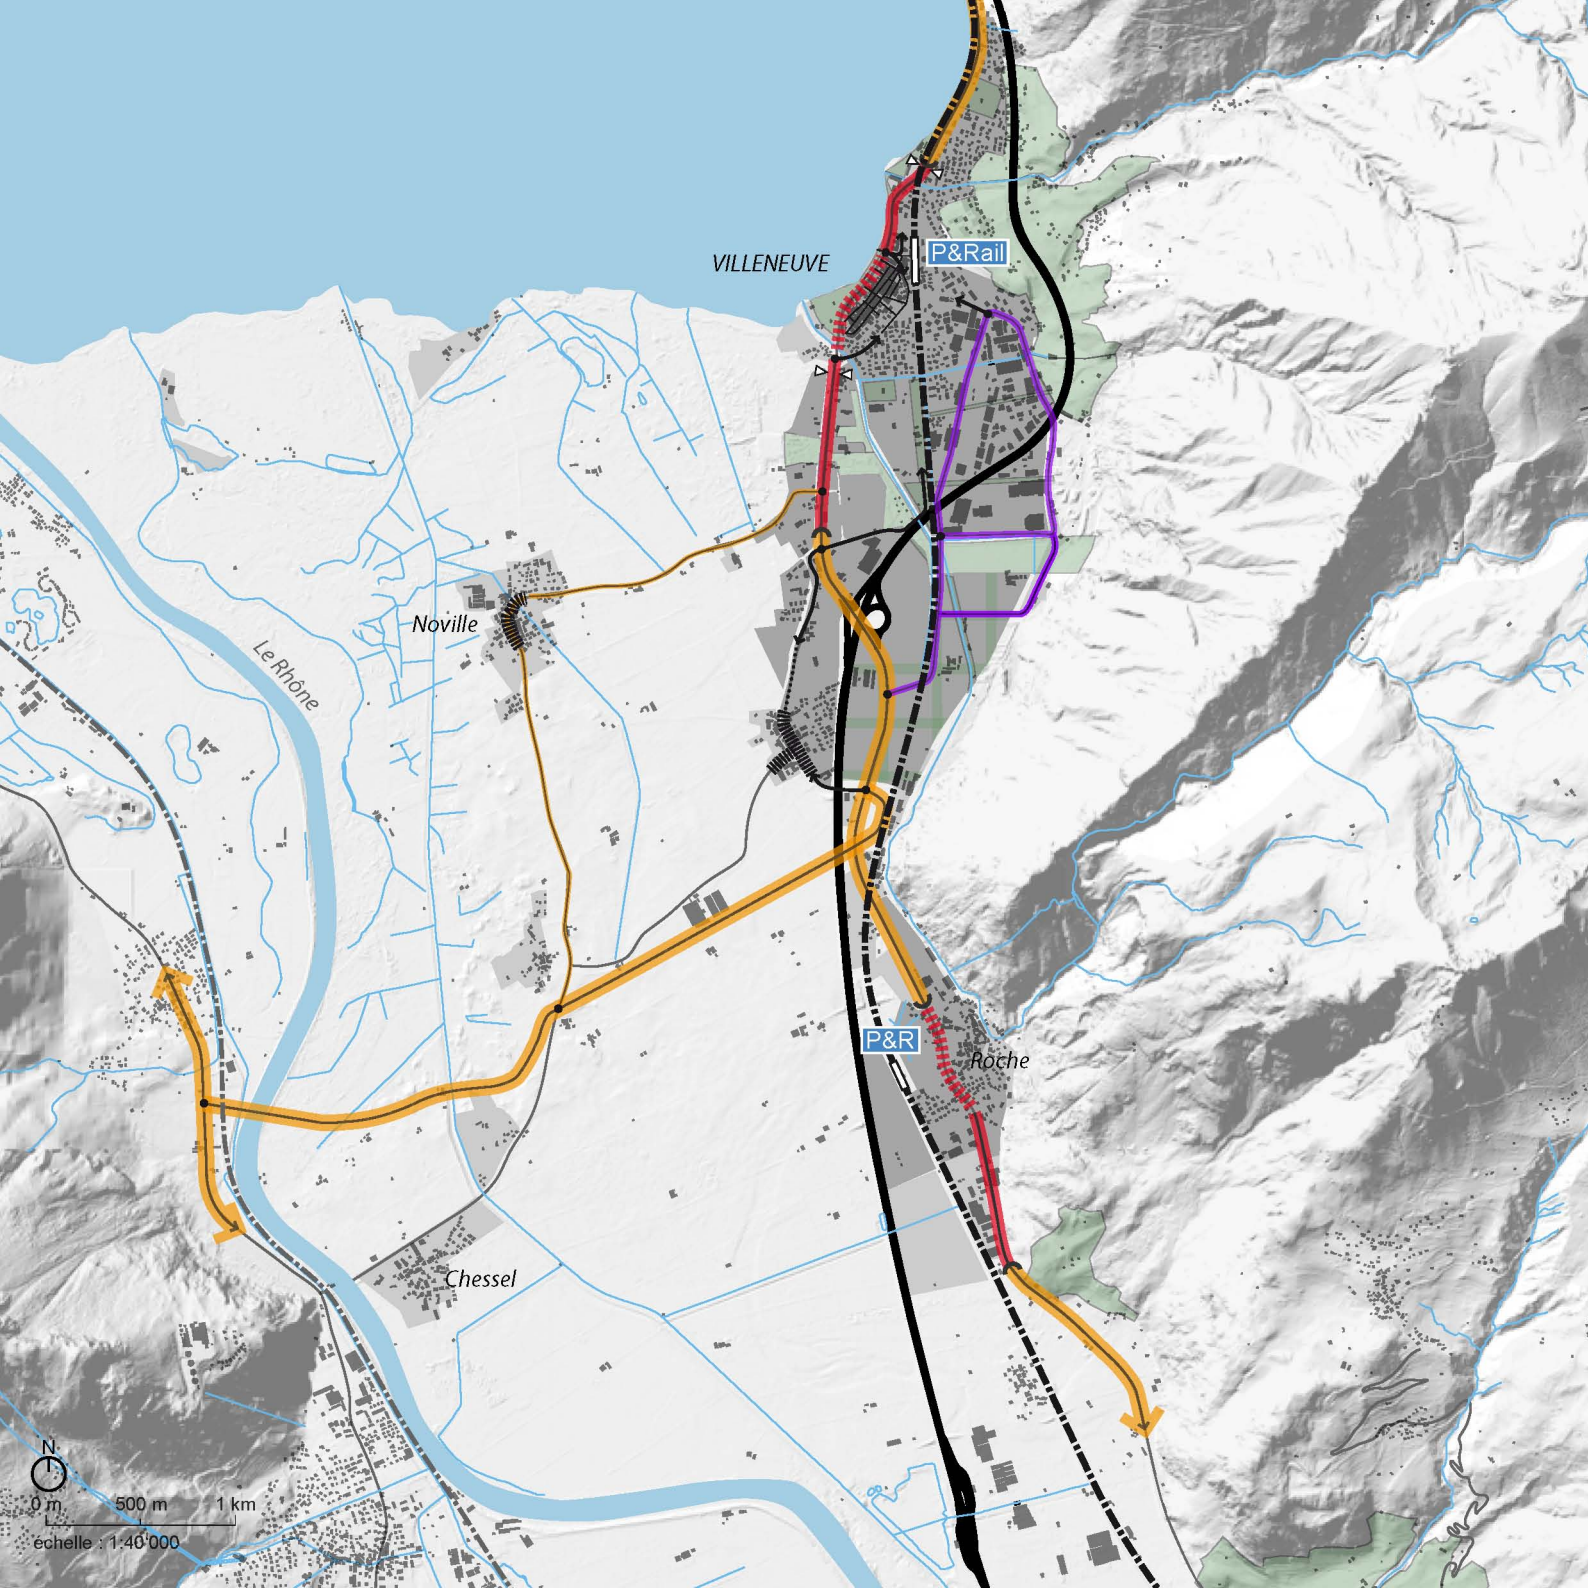 P&Rail
VILLENEUVE
Noville
Le Rhône
P&R
Roche
Chessel
N
0 m 500 m 1 km
échelle : 1:40'000